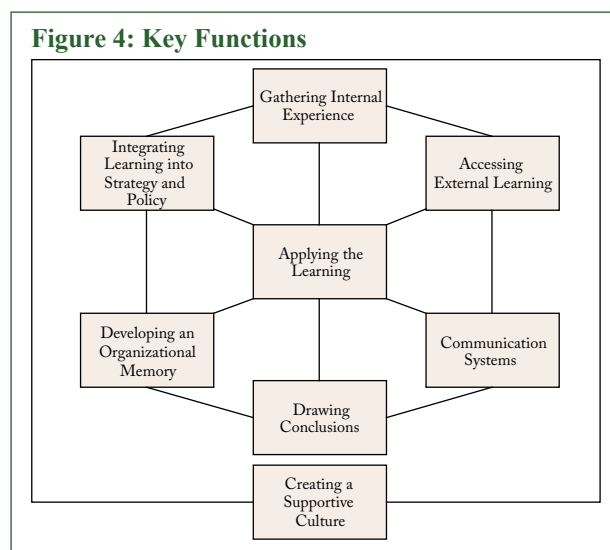 Figure 4: Key Functions
Gathering Internal
Experience
Integrating
Learning into
Strategy and
Policy
Accessing
External Learning
Applying the
Learning
Developing an
Organizational
Memory
Communication
Systems
Drawing
Conclusions
Creating a
Supportive
Culture